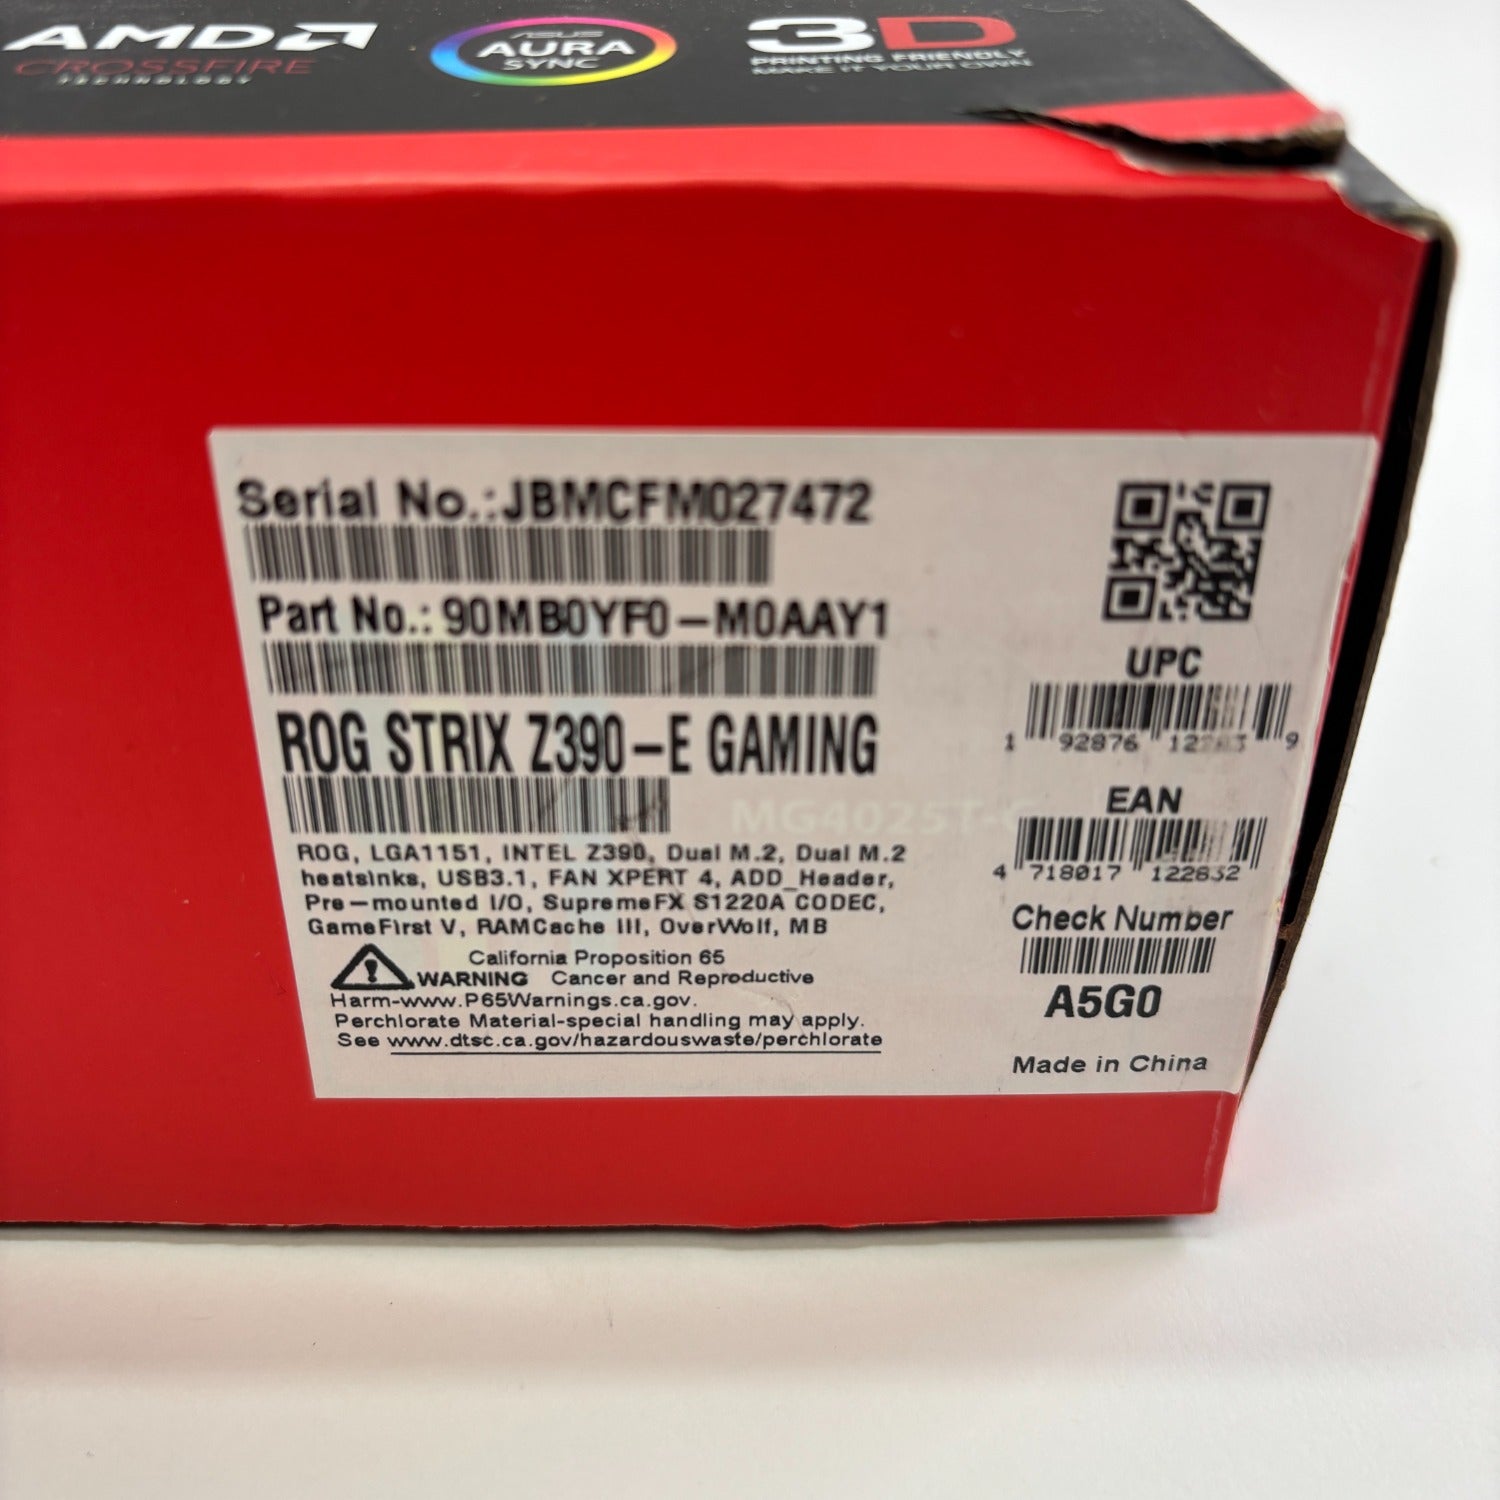 AMD
CROSSFIRE
TECHNOLOGY
ASUS
AURA
SYNC
3D
PRINTING FRIENDLY
MAKE IT YOUR OWN
Serial No.:JBMCFM027472
Part No.: 90MB0YF0-M0AAY1
ROG STRIX Z390-E GAMING
MG4025T-
ROG, LGA1151, INTEL Z390, Dual M.2, Dual M.2
heatsinks, USB3.1, FAN XPERT 4, ADD_Header,
Pre-mounted I/O, SupremeFX S1220A CODEC,
GameFirst V, RAMCache III, OverWolf, MB
California Proposition 65
WARNING Cancer and Reproductive
Harm-www.P65Warnings.ca.gov.
Perchlorate Material-special handling may apply.
See www.dtsc.ca.gov/hazardouswaste/perchlorate
UPC
1 92876 9
EAN
4 718017 122832
Check Number
A5G0
Made in China